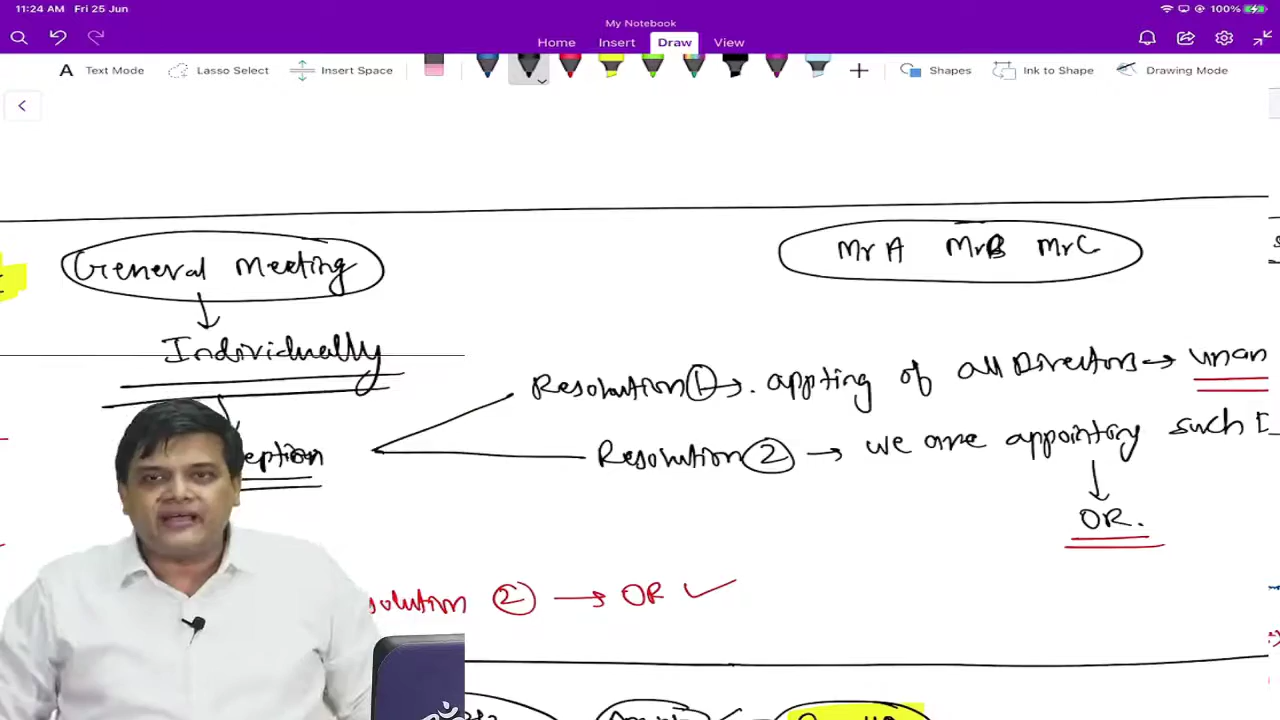 11:24 AM Fri 25 Jun
100%
My Notebook
Home Insert Draw View
Text Mode Lasso Select Insert Space Shapes Ink to Shape Drawing Mode
General Meeting
Mr A Mr B Mr C
Individually
Resolution 1 → appting of all Directors → unan
eption
Resolution 2 → we are appointing such
OR.
solution 2 → OR ✓